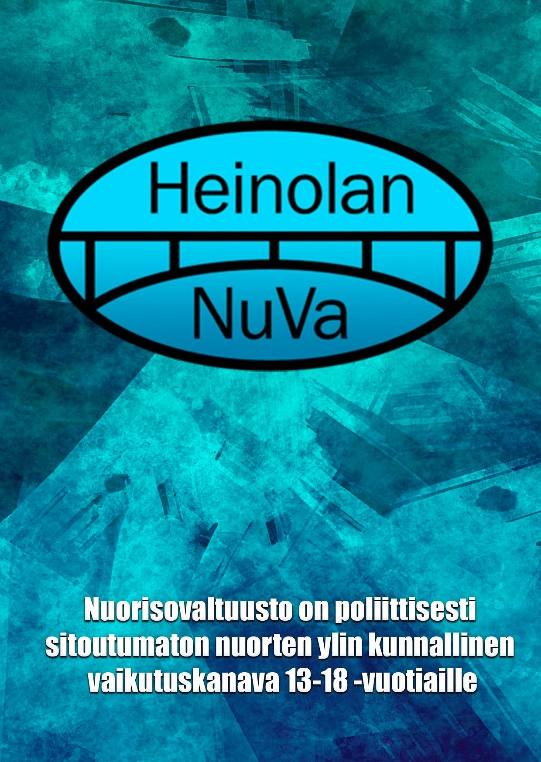 Heinolan
NuVa
Nuorisovaltuusto on poliittisesti
sitoutumaton nuorten ylin kunnallinen
vaikutuskanava 13-18 -vuotiaille